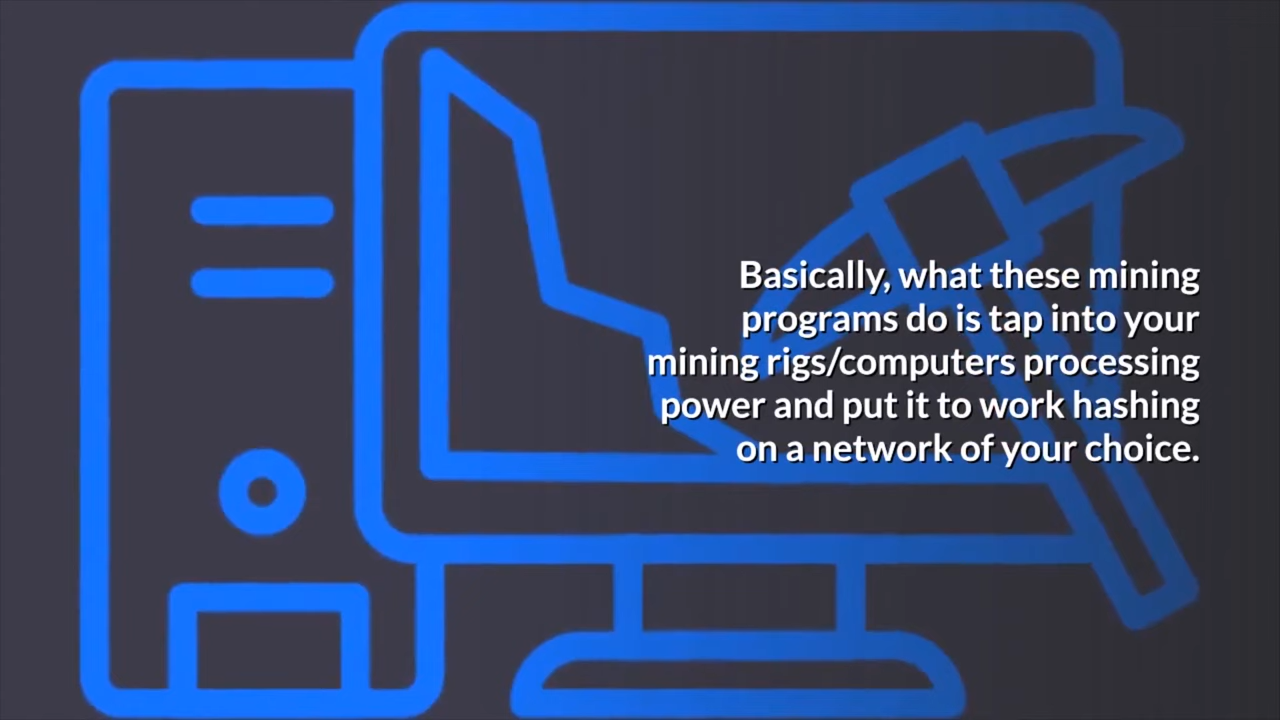 Basically, what these mining
programs do is tap into your
mining rigs/computers processing
power and put it to work hashing
on a network of your choice.